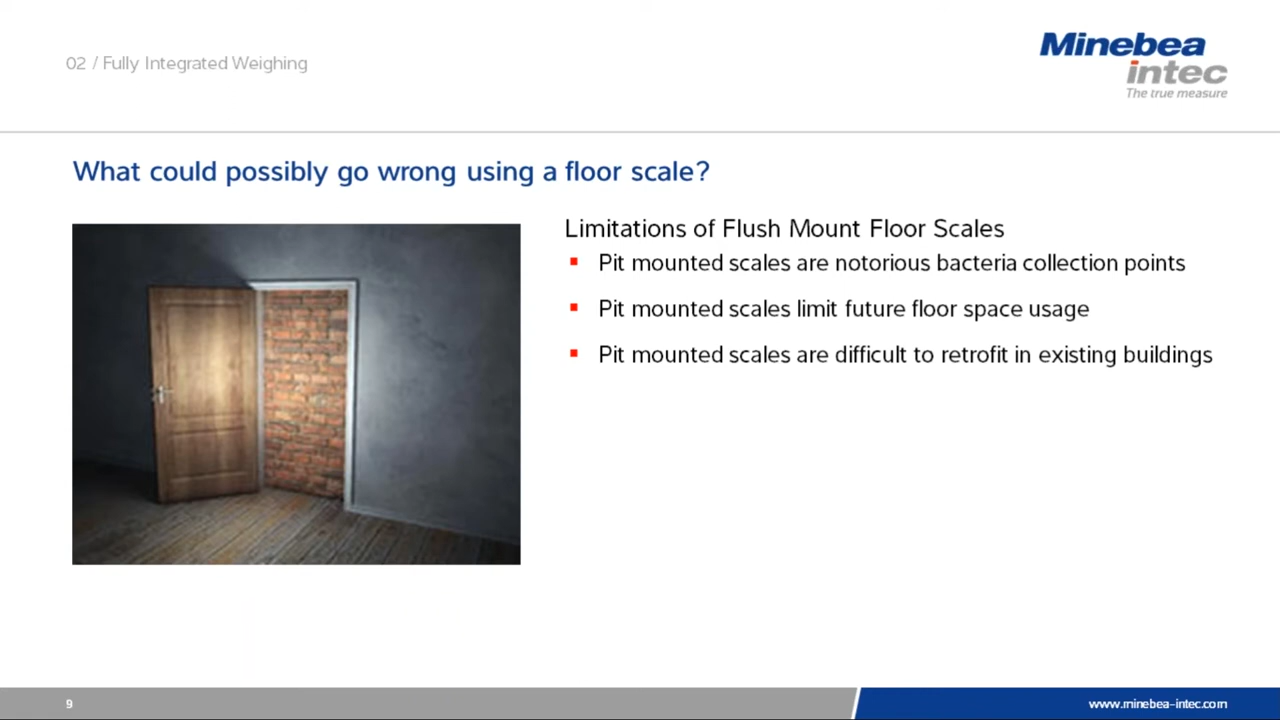 02 / Fully Integrated Weighing
Minebea
intec
The true measure
What could possibly go wrong using a floor scale?
Limitations of Flush Mount Floor Scales
Pit mounted scales are notorious bacteria collection points
Pit mounted scales limit future floor space usage
Pit mounted scales are difficult to retrofit in existing buildings
9
www.minebea-intec.com